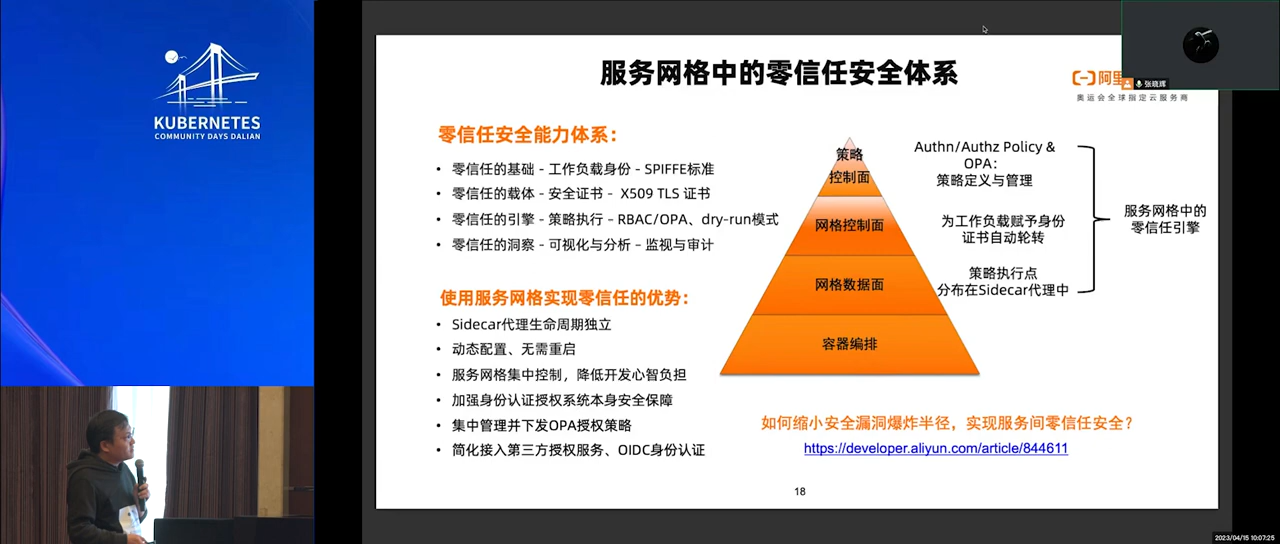 KUBERNETES
COMMUNITY DAYS DALIAN
服务网格中的零信任安全体系
阿里
奥运会全球指定云服务商
张晓辉
零信任安全能力体系：
• 零信任的基础 - 工作负载身份 - SPIFFE标准
• 零信任的载体 - 安全证书 - X509 TLS 证书
• 零信任的引擎 - 策略执行 - RBAC/OPA、dry-run模式
• 零信任的洞察 - 可视化与分析 - 监视与审计
使用服务网格实现零信任的优势：
• Sidecar代理生命周期独立
• 动态配置、无需重启
• 服务网格集中控制，降低开发心智负担
• 加强身份认证授权系统本身安全保障
• 集中管理并下发OPA授权策略
• 简化接入第三方授权服务、OIDC身份认证
策略
控制面
网格控制面
网格数据面
容器编排
Authn/Authz Policy &
OPA：
策略定义与管理
为工作负载赋予身份
证书自动轮转
策略执行点
分布在Sidecar代理中
服务网格中的
零信任引擎
如何缩小安全漏洞爆炸半径，实现服务间零信任安全？
https://developer.aliyun.com/article/844611
18
2023/04/15 10:07:25